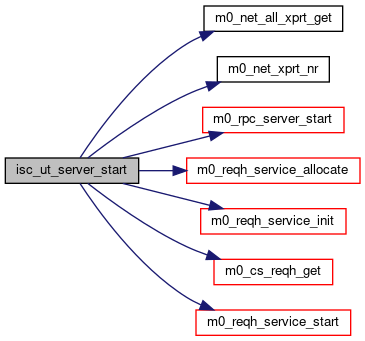 m0_net_all_xprt_get
m0_net_xprt_nr
m0_rpc_server_start
isc_ut_server_start
m0_reqh_service_allocate
m0_reqh_service_init
m0_cs_reqh_get
m0_reqh_service_start